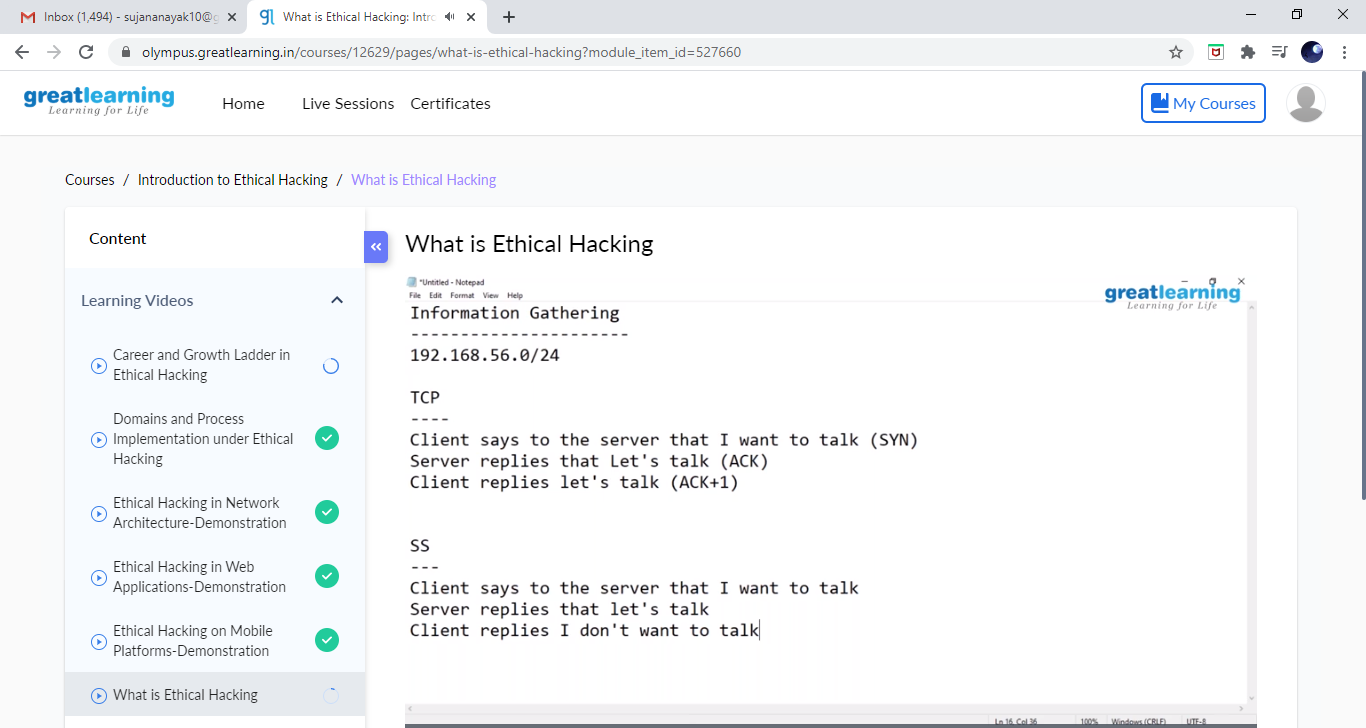 Inbox (1,494) - sujananayak10@g
What is Ethical Hacking: Intro
olympus.greatlearning.in/courses/12629/pages/what-is-ethical-hacking?module_item_id=527660
greatlearning
Learning for Life
Home
Live Sessions
Certificates
My Courses
Courses / Introduction to Ethical Hacking / What is Ethical Hacking
Content
Learning Videos
Career and Growth Ladder in
Ethical Hacking
Domains and Process
Implementation under Ethical
Hacking
Ethical Hacking in Network
Architecture-Demonstration
Ethical Hacking in Web
Applications-Demonstration
Ethical Hacking on Mobile
Platforms-Demonstration
What is Ethical Hacking
What is Ethical Hacking
*Untitled - Notepad
File Edit Format View Help
greatlearning
Learning for Life
Information Gathering
----------------------
192.168.56.0/24
TCP
----
Client says to the server that I want to talk (SYN)
Server replies that Let's talk (ACK)
Client replies let's talk (ACK+1)
SS
---
Client says to the server that I want to talk
Server replies that let's talk
Client replies I don't want to talk
Ln 16, Col 36 100% Windows (CRLF) UTF-8